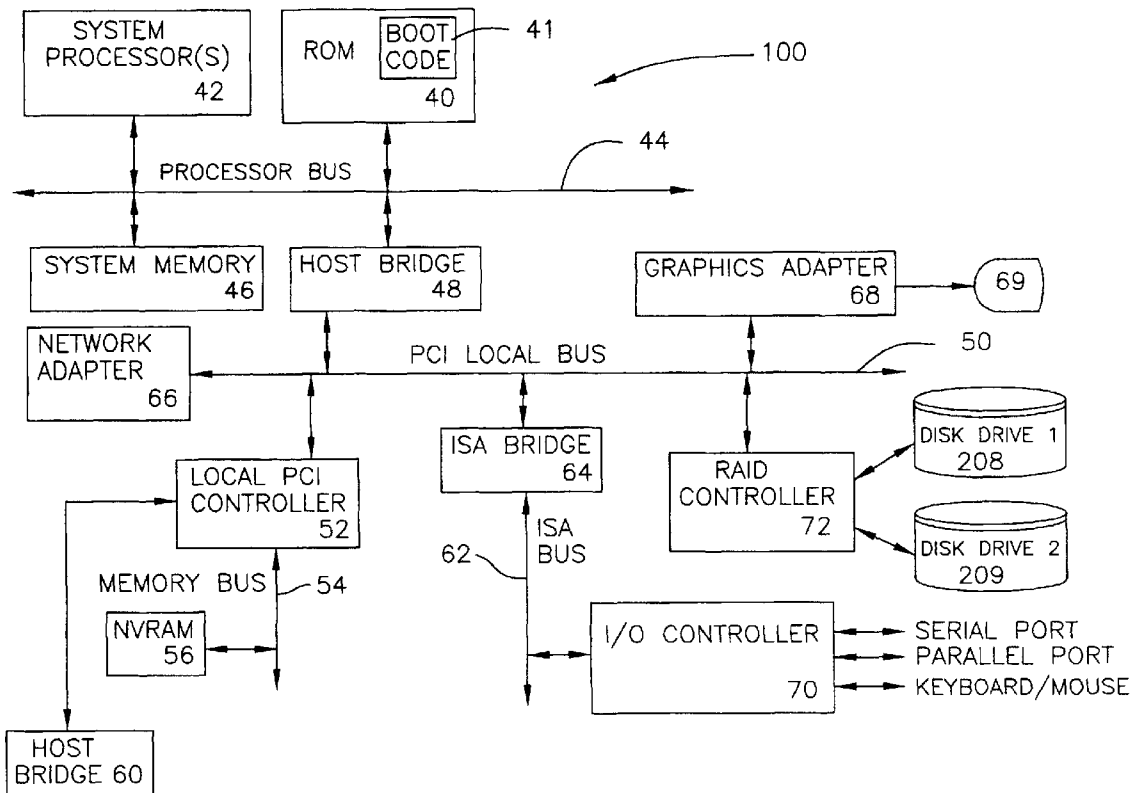 SYSTEM
PROCESSOR(S)
42
ROM
BOOT
CODE
40
41
100
PROCESSOR BUS
44
SYSTEM MEMORY
46
HOST BRIDGE
48
GRAPHICS ADAPTER
68
69
NETWORK
ADAPTER
66
PCI LOCAL BUS
50
LOCAL PCI
CONTROLLER
52
ISA BRIDGE
64
RAID
CONTROLLER
72
DISK DRIVE 1
208
DISK DRIVE 2
209
62
ISA
BUS
MEMORY BUS
54
NVRAM
56
I/O CONTROLLER
70
SERIAL PORT
PARALLEL PORT
KEYBOARD/MOUSE
HOST
BRIDGE 60